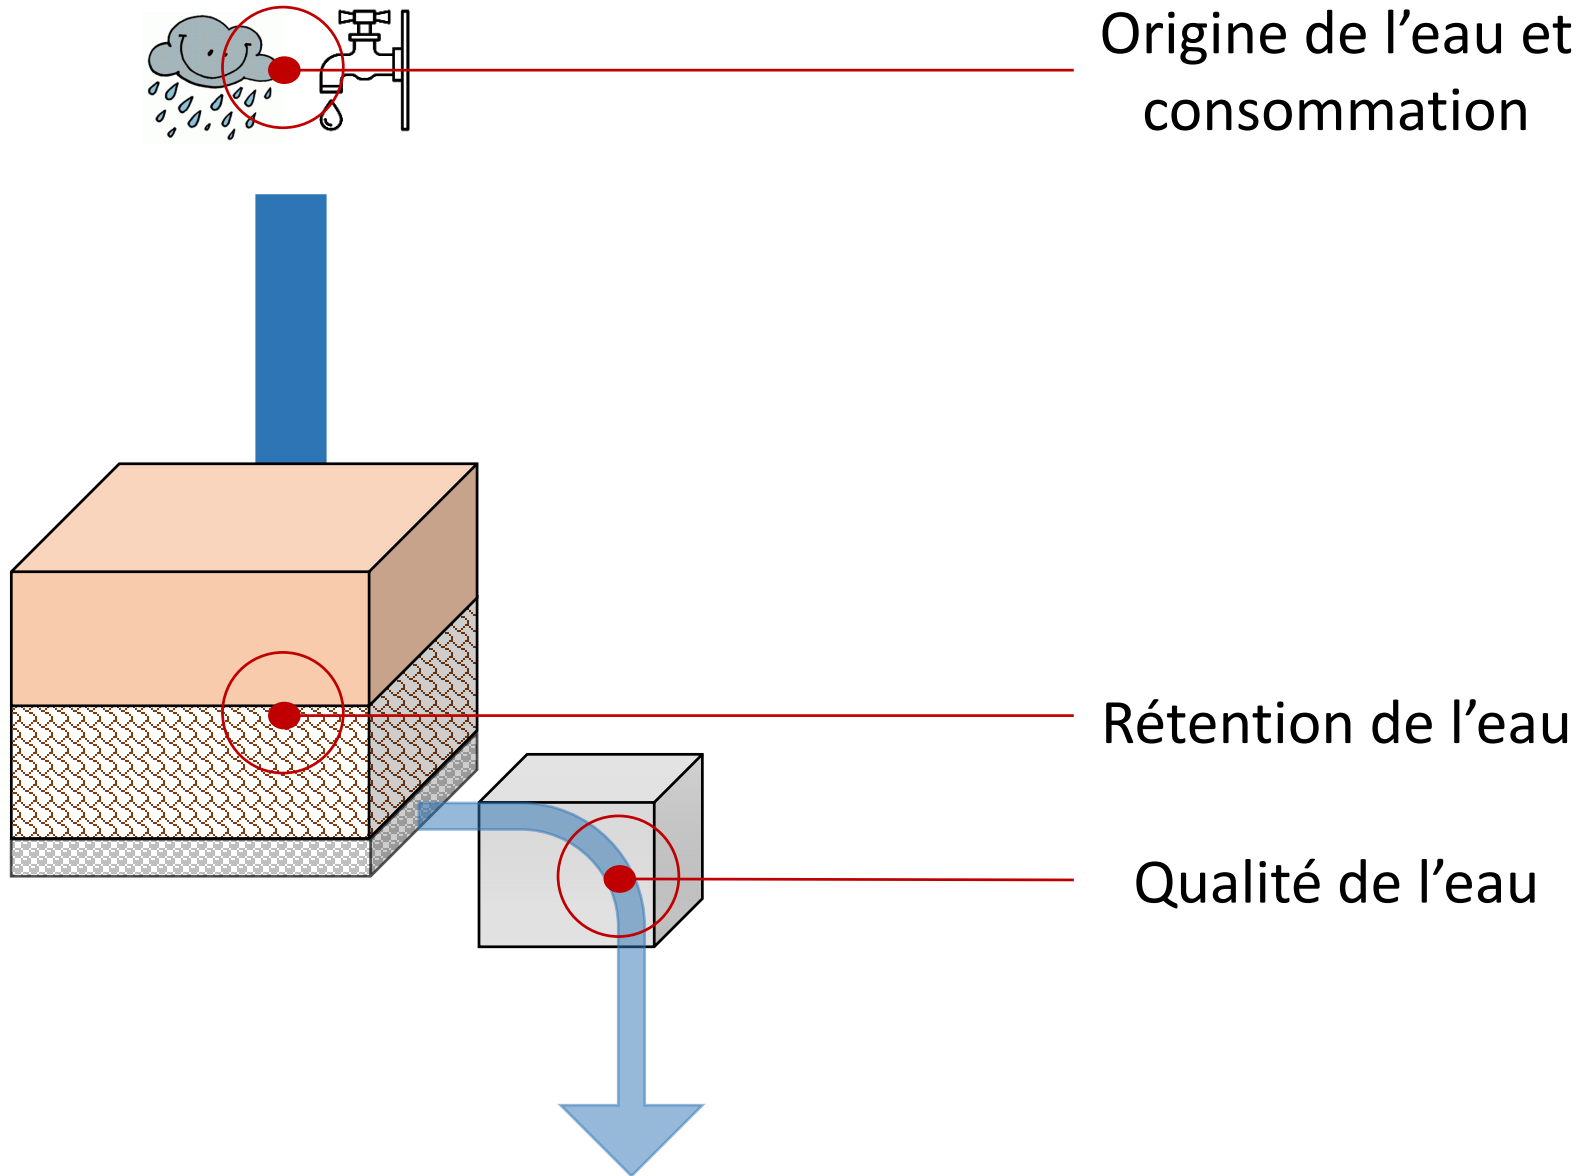 Origine de l’eau et
consommation
Rétention de l’eau
Qualité de l’eau